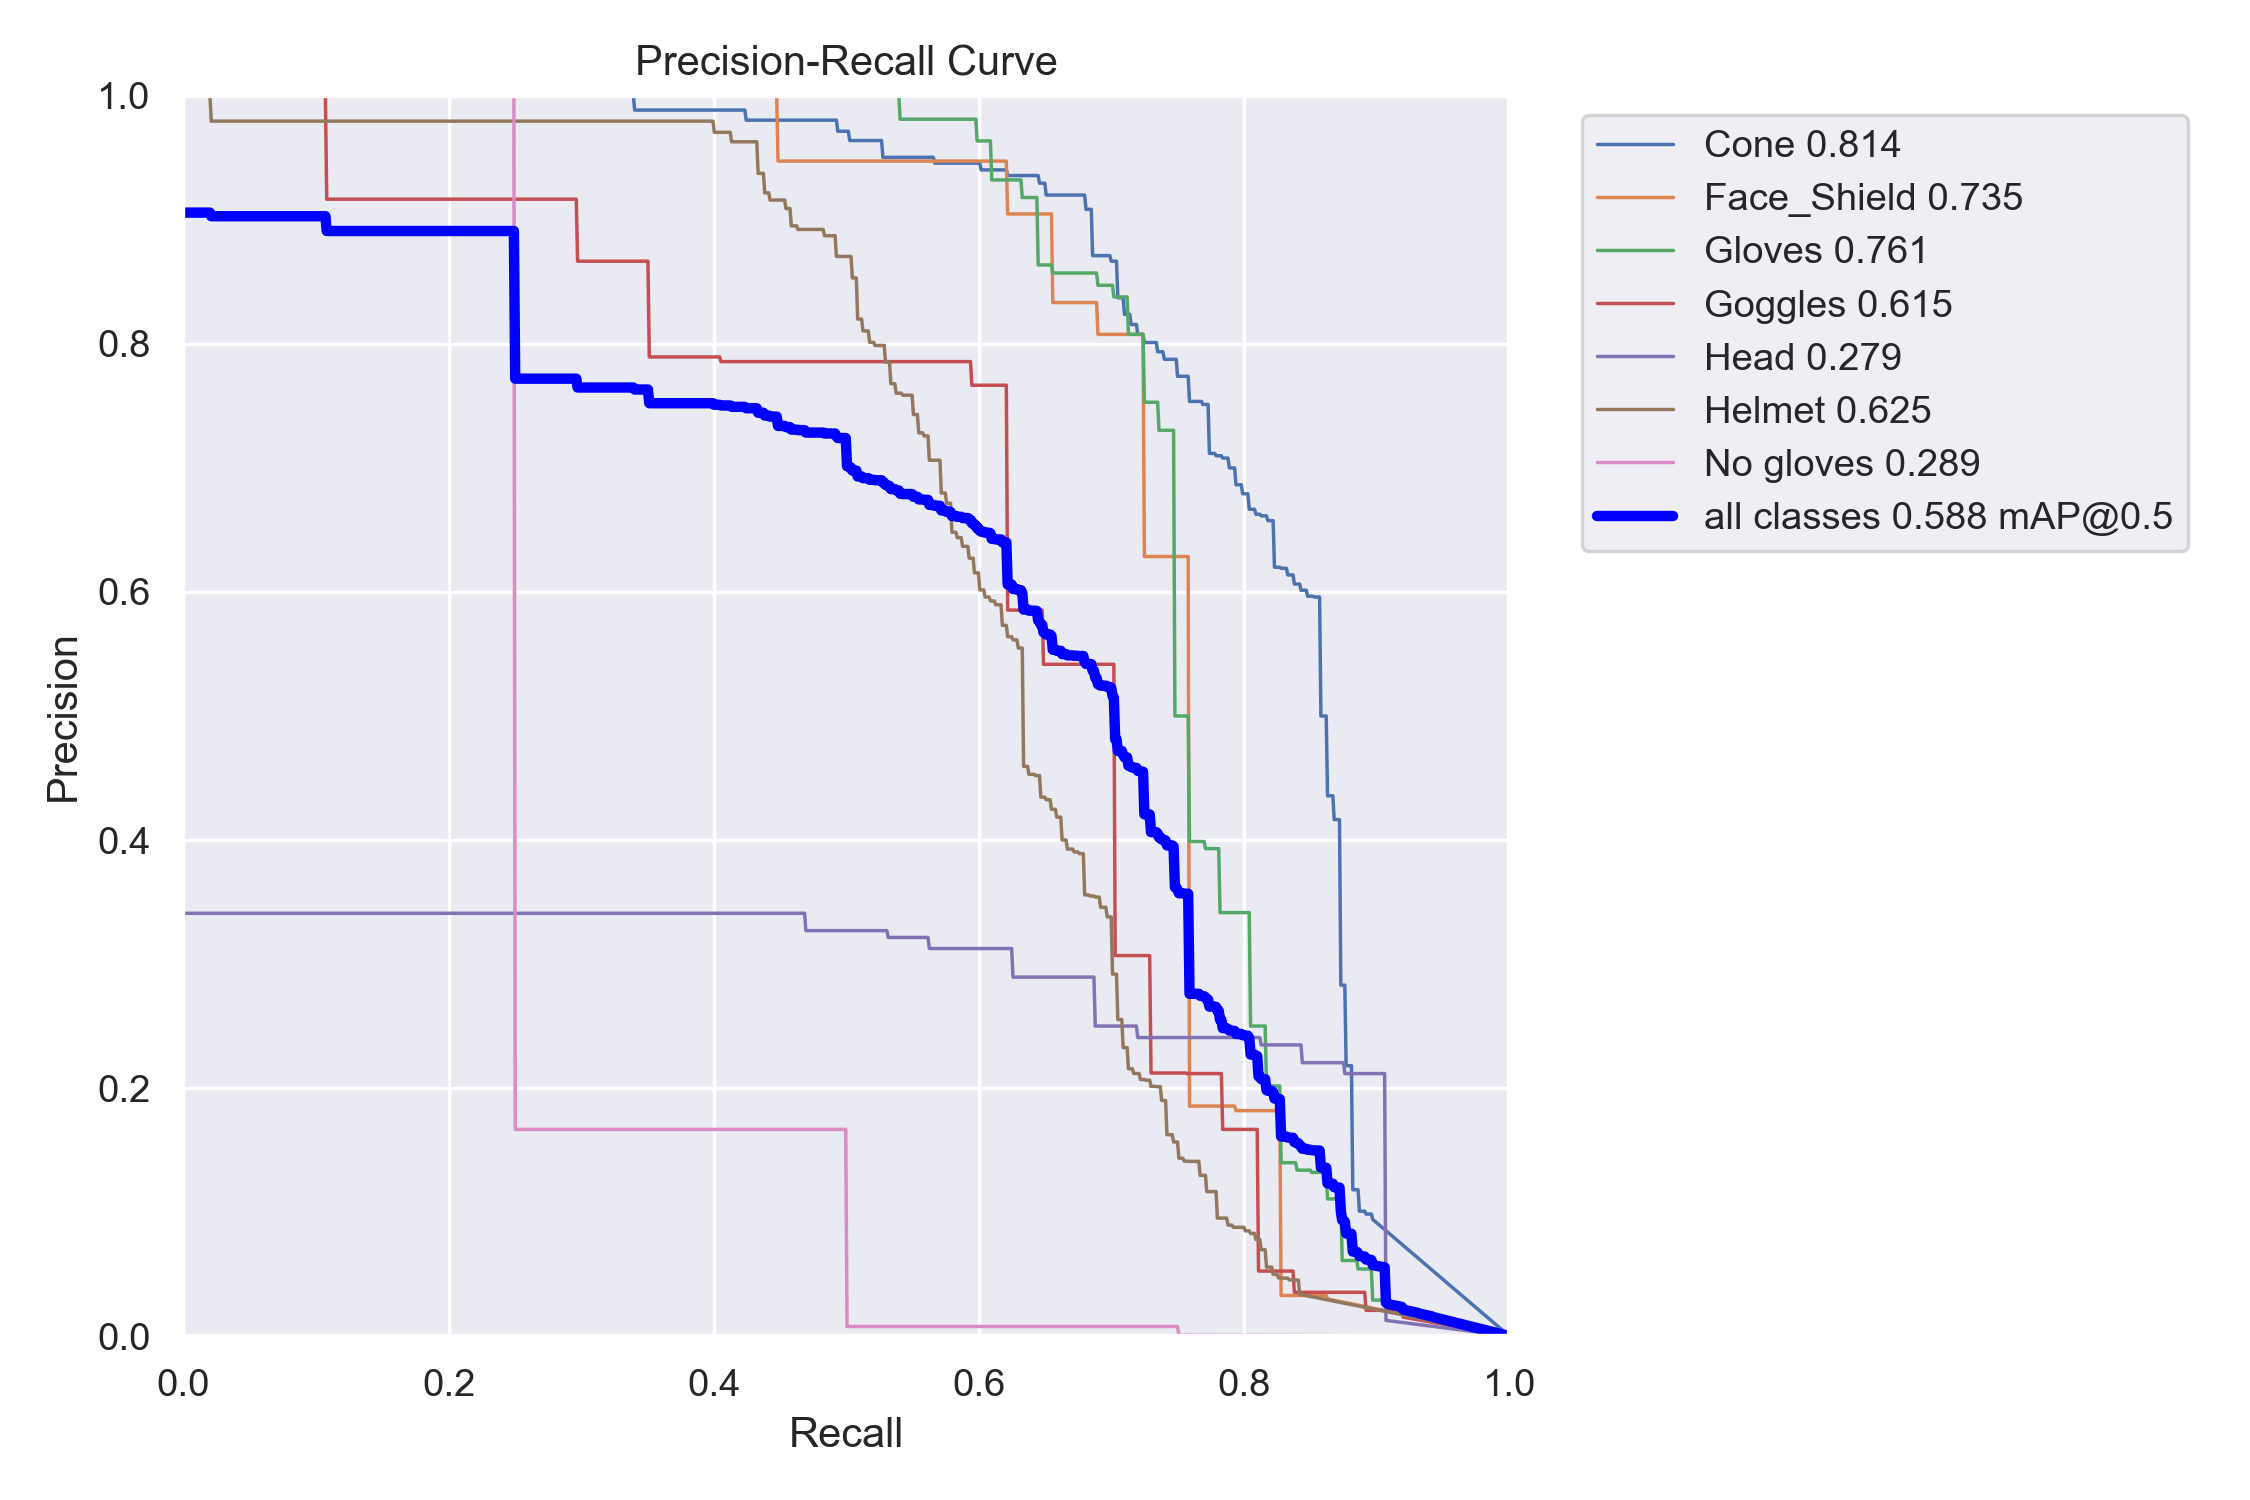 Precision-Recall Curve
1.0
0.8
0.6
0.4
0.2
0.0
Precision
0.0 0.2 0.4 0.6 0.8 1.0
Recall
Cone 0.814
Face_Shield 0.735
Gloves 0.761
Goggles 0.615
Head 0.279
Helmet 0.625
No gloves 0.289
all classes 0.588 mAP@0.5